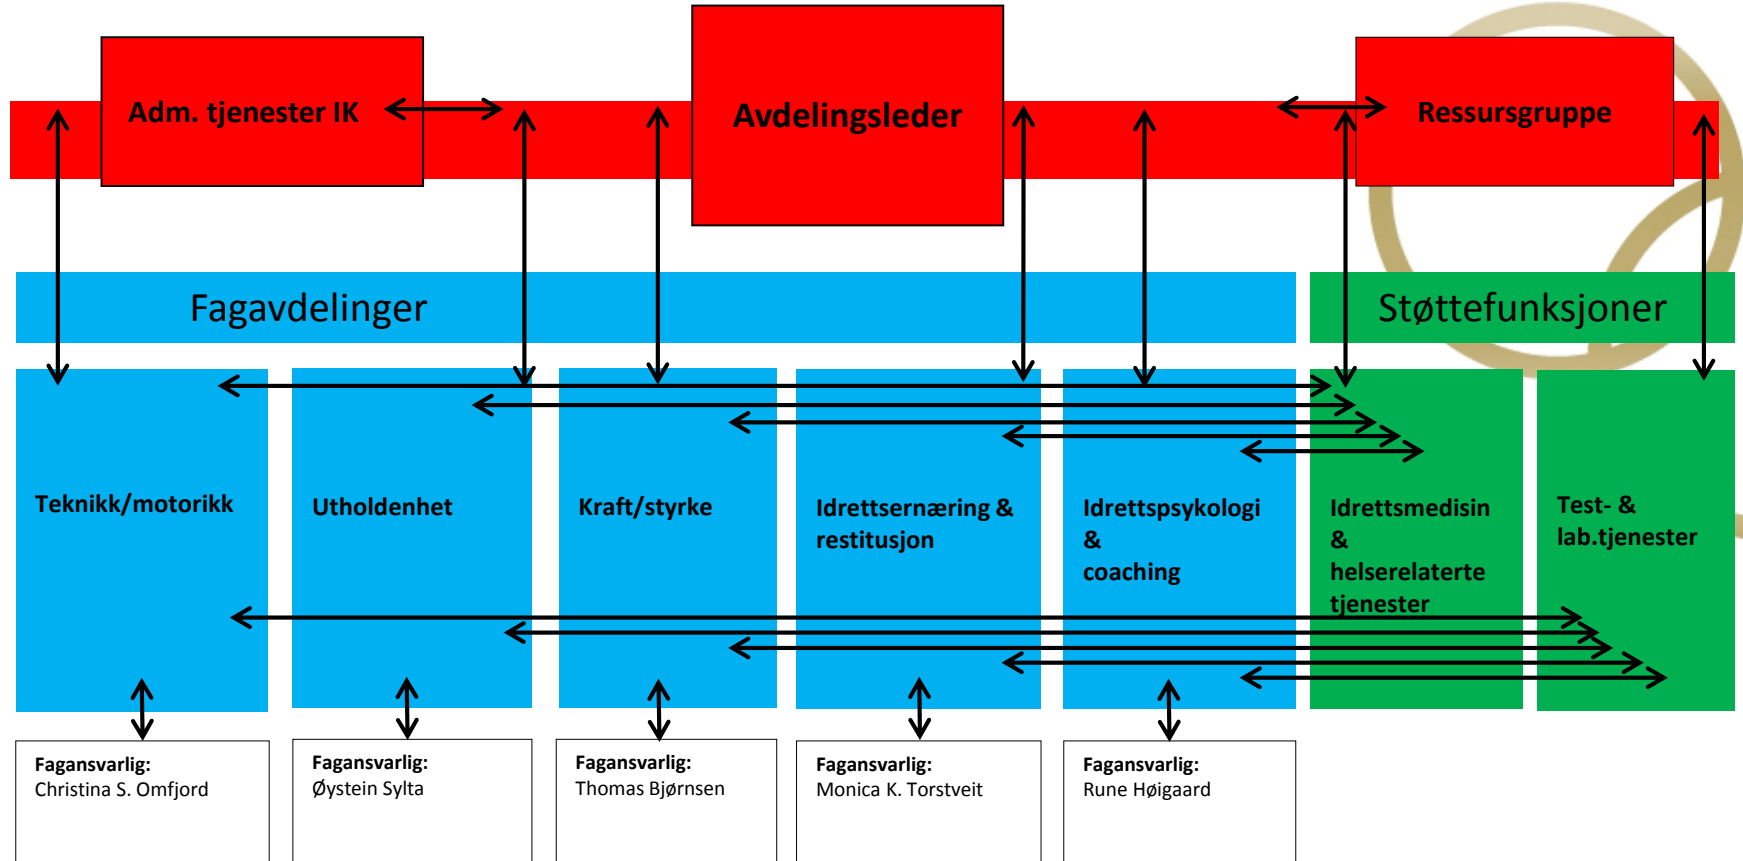 Adm. tjenester IK
Avdelingsleder
Ressursgruppe
Fagavdelinger
Støttefunksjoner
Teknikk/motorikk
Utholdenhet
Kraft/styrke
Idrettsernæring &
restitusjon
Idrettspsykologi
&
coaching
Idrettsmedisin
&
helserelaterte
tjenester
Test- &
lab.tjenester
Fagansvarlig:
Christina S. Omfjord
Fagansvarlig:
Øystein Sylta
Fagansvarlig:
Thomas Bjørnsen
Fagansvarlig:
Monica K. Torstveit
Fagansvarlig:
Rune Høigaard